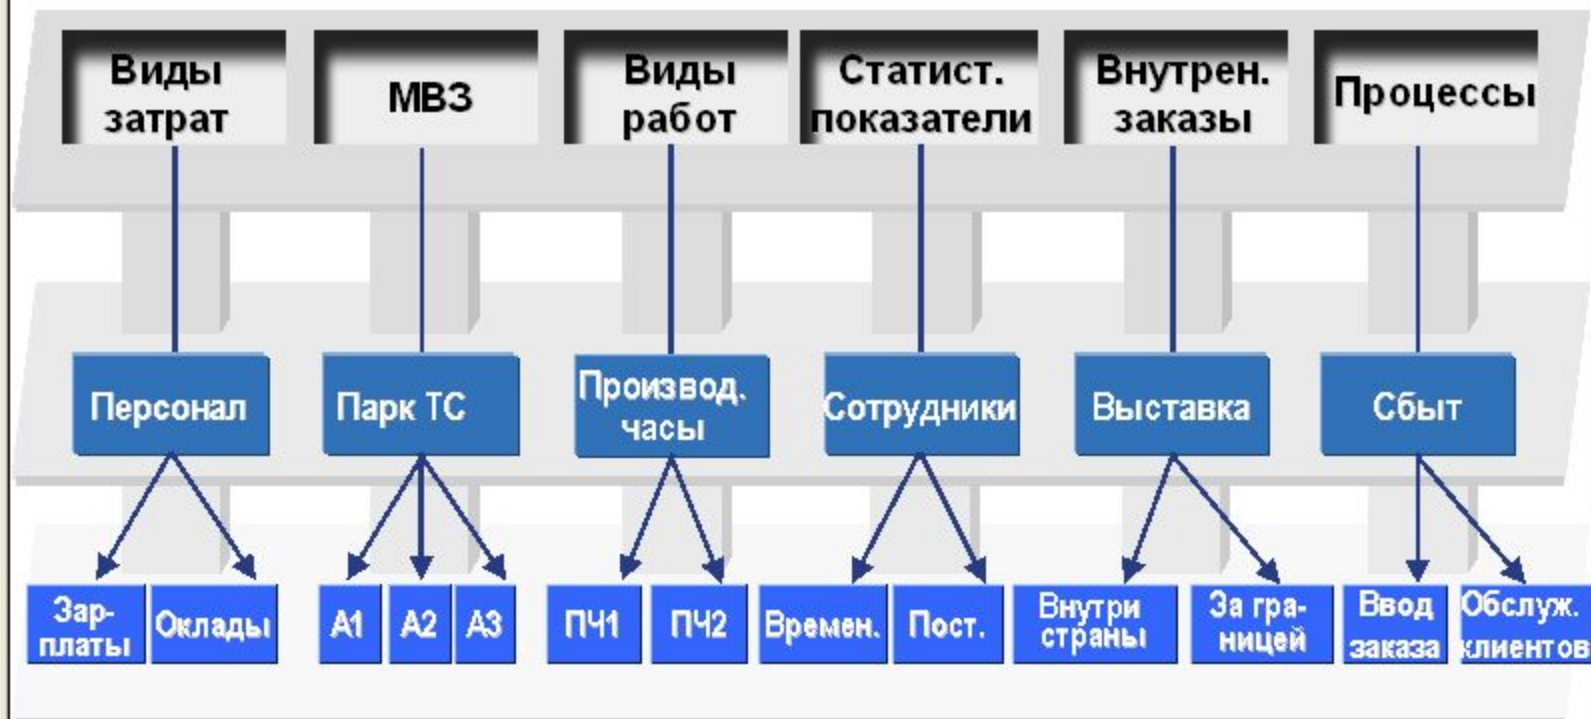 Виды
затрат
МВЗ
Виды
работ
Статист.
показатели
Внутрен.
заказы
Процессы
Персонал
Парк ТС
Производ.
часы
Сотрудники
Выставка
Сбыт
Зар-
платы
Оклады
А1
А2
А3
ПЧ1
ПЧ2
Времен.
Пост.
Внутри
страны
За гра-
ницей
Ввод
заказа
Обслуж.
клиентов